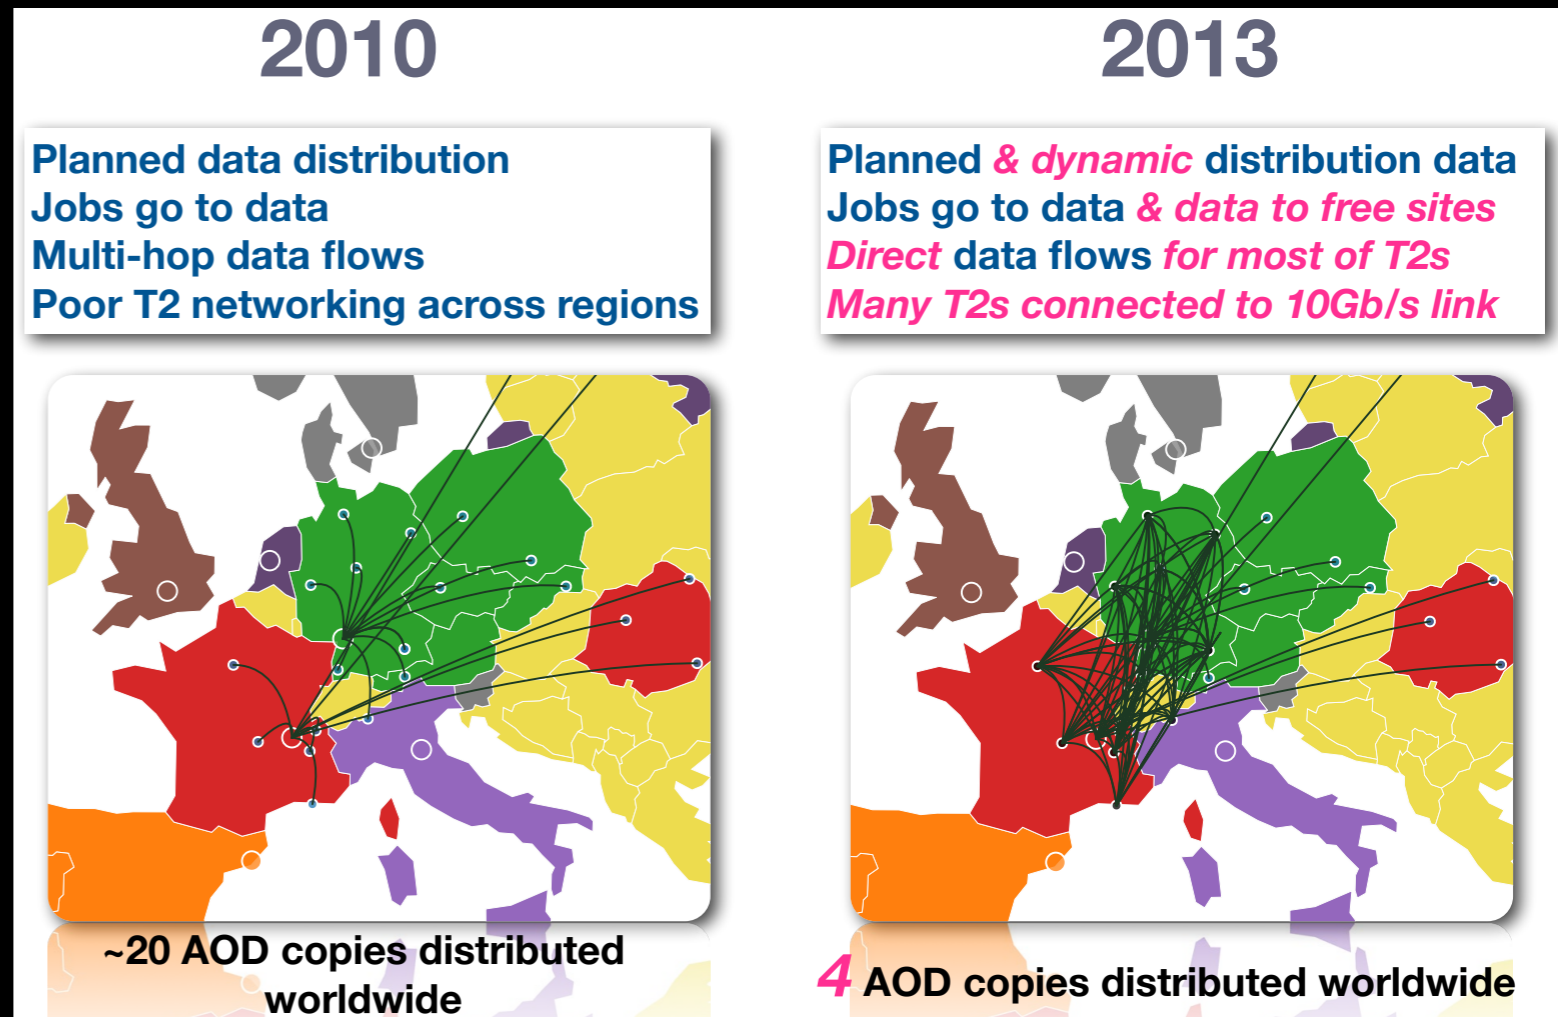 2010
Planned data distribution
Jobs go to data
Multi-hop data flows
Poor T2 networking across regions
~20 AOD copies distributed
worldwide
2013
Planned & dynamic distribution data
Jobs go to data & data to free sites
Direct data flows for most of T2s
Many T2s connected to 10Gb/s link
4 AOD copies distributed worldwide